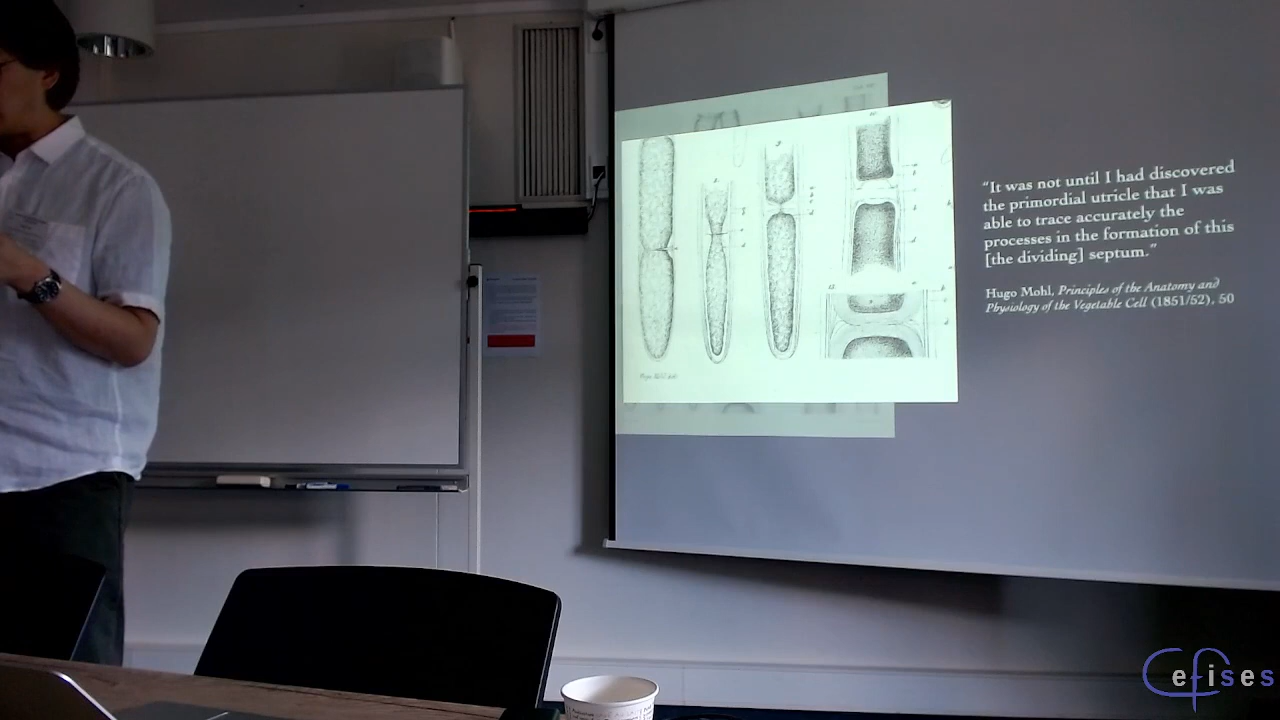 “It was not until I had discovered
the primordial utricle that I was
able to trace accurately the
processes in the formation of this
[the dividing] septum.”
Hugo Mohl, Principles of the Anatomy and
Physiology of the Vegetable Cell (1851/52), 50
efises